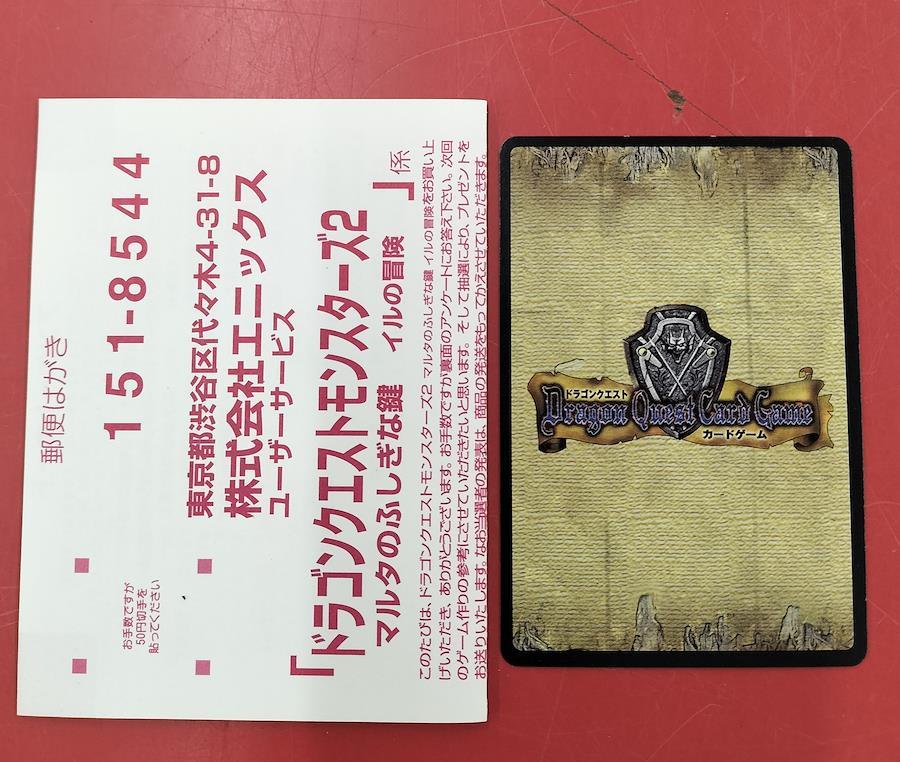 郵便はがき
151-8544
東京都渋谷区代々木4-31-8
株式会社エニックス
ユーザーサービス
「ドラゴンクエストモンスターズ2
マルタのふしぎな鍵 イルの冒険」係
お手数ですが
50円切手を
貼ってください
このたびは、ドラゴンクエストモンスターズ2 マルタのふしぎな鍵 イルの冒険をお買い上
げいただき、ありがとうございます。お手数ですが裏面のアンケートにお答え下さい。次回
のゲーム作りの参考にさせていただきたいと思います。そして抽選により、プレゼントを
お送りいたします。なお当選者の発表は、商品の発送をもってかえさせていただきます。
ドラゴンクエスト
Dragon Quest Card Game
カードゲーム